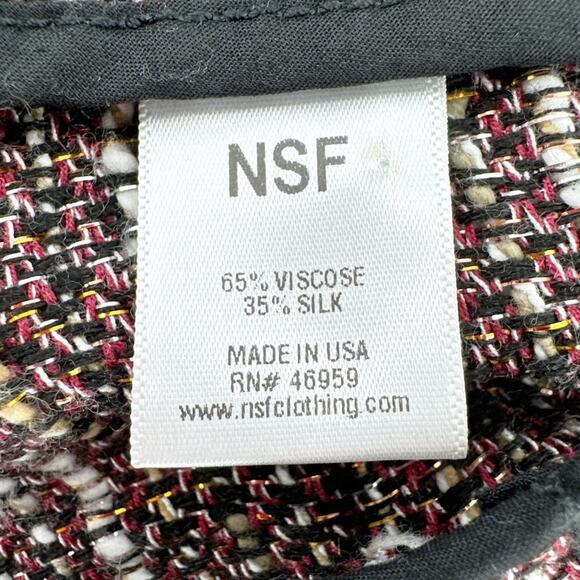 NSF
65% VISCOSE
35% SILK
MADE IN USA
RN# 46959
www.nsfclothing.com